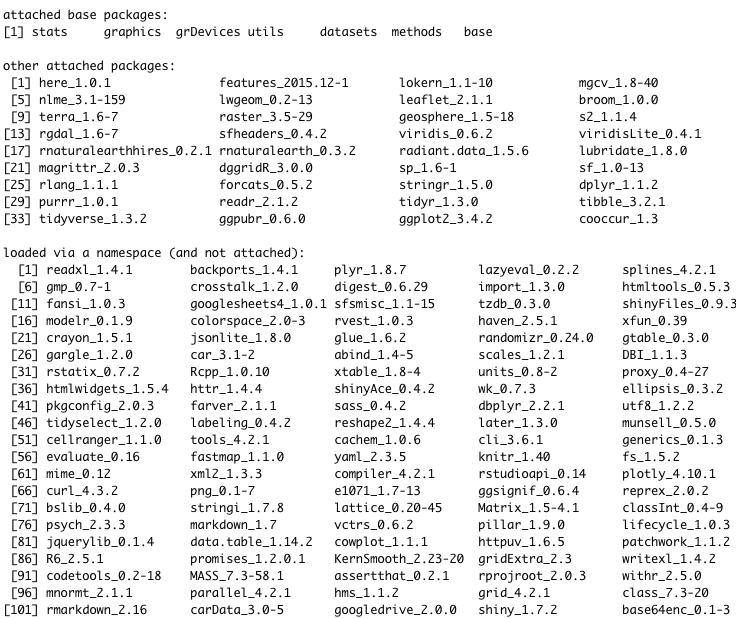 attached base packages:
[1] stats     graphics  grDevices utils     datasets  methods   base

other attached packages:
 [1] here_1.0.1               features_2015.12-1       lokern_1.1-10            mgcv_1.8-40
 [5] nlme_3.1-159             lwgeom_0.2-13            leaflet_2.1.1            broom_1.0.0
 [9] terra_1.6-7              raster_3.5-29            geosphere_1.5-18         s2_1.1.4
[13] rgdal_1.6-7              sfheaders_0.4.2          viridis_0.6.2            viridisLite_0.4.1
[17] rnaturalearthhires_0.2.1 rnaturalearth_0.3.2      radiant.data_1.5.6       lubridate_1.8.0
[21] magrittr_2.0.3           dggridR_3.0.0            sp_1.6-1                 sf_1.0-13
[25] rlang_1.1.1              forcats_0.5.2            stringr_1.5.0            dplyr_1.1.2
[29] purrr_1.0.1              readr_2.1.2              tidyr_1.3.0              tibble_3.2.1
[33] tidyverse_1.3.2          ggpubr_0.6.0             ggplot2_3.4.2            cooccur_1.3

loaded via a namespace (and not attached):
  [1] readxl_1.4.1       backports_1.4.1    plyr_1.8.7         lazyeval_0.2.2     splines_4.2.1
  [6] gmp_0.7-1          crosstalk_1.2.0    digest_0.6.29      import_1.3.0       htmltools_0.5.3
 [11] fansi_1.0.3        googlesheets4_1.0.1 sfsmisc_1.1-15     tzdb_0.3.0         shinyFiles_0.9.3
 [16] modelr_0.1.9       colorspace_2.0-3   rvest_1.0.3        haven_2.5.1        xfun_0.39
 [21] crayon_1.5.1       jsonlite_1.8.0     glue_1.6.2         randomizr_0.24.0   gtable_0.3.0
 [26] gargle_1.2.0       car_3.1-2          abind_1.4-5        scales_1.2.1       DBI_1.1.3
 [31] rstatix_0.7.2      Rcpp_1.0.10        xtable_1.8-4       units_0.8-2        proxy_0.4-27
 [36] htmlwidgets_1.5.4  httr_1.4.4         shinyAce_0.4.2     wk_0.7.3           ellipsis_0.3.2
 [41] pkgconfig_2.0.3    farver_2.1.1       sass_0.4.2         dbplyr_2.2.1       utf8_1.2.2
 [46] tidyselect_1.2.0   labeling_0.4.2     reshape2_1.4.4     later_1.3.0        munsell_0.5.0
 [51] cellranger_1.1.0   tools_4.2.1        cachem_1.0.6       cli_3.6.1          generics_0.1.3
 [56] evaluate_0.16      fastmap_1.1.0      yaml_2.3.5         knitr_1.40         fs_1.5.2
 [61] mime_0.12          xml2_1.3.3         compiler_4.2.1     rstudioapi_0.14    plotly_4.10.1
 [66] curl_4.3.2         png_0.1-7          e1071_1.7-13       ggsignif_0.6.4     reprex_2.0.2
 [71] bslib_0.4.0        stringi_1.7.8      lattice_0.20-45    Matrix_1.5-4.1     classInt_0.4-9
 [76] psych_2.3.3        markdown_1.7       vctrs_0.6.2        pillar_1.9.0       lifecycle_1.0.3
 [81] jquerylib_0.1.4    data.table_1.14.2  cowplot_1.1.1      httpuv_1.6.5       patchwork_1.1.2
 [86] R6_2.5.1           promises_1.2.0.1   KernSmooth_2.23-20 gridExtra_2.3      writexl_1.4.2
 [91] codetools_0.2-18   MASS_7.3-58.1      assertthat_0.2.1   rprojroot_2.0.3    withr_2.5.0
 [96] mnormt_2.1.1       parallel_4.2.1     hms_1.1.2          grid_4.2.1         class_7.3-20
[101] rmarkdown_2.16     carData_3.0-5      googledrive_2.0.0  shiny_1.7.2        base64enc_0.1-3